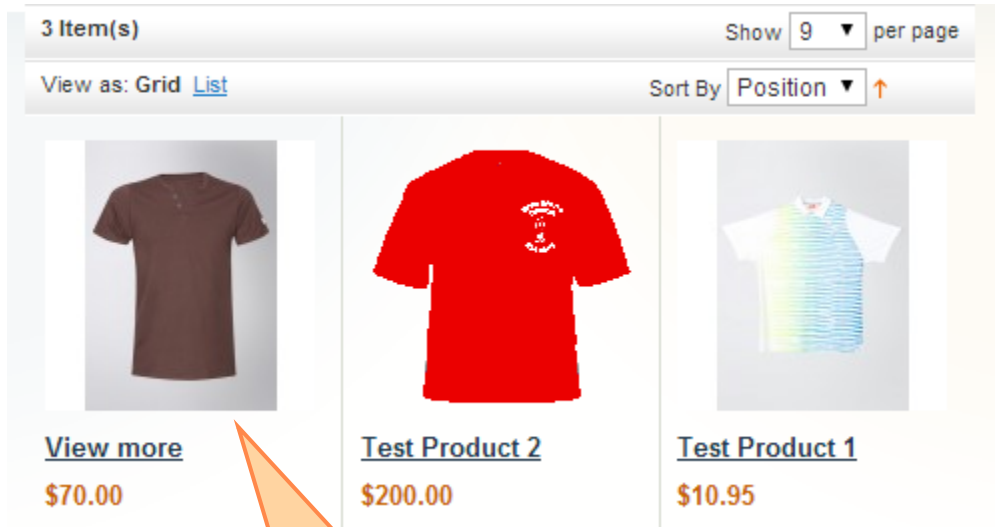 3 Item(s)
Show 9 per page
View as: Grid List
Sort By Position
View more
Test Product 2
Test Product 1
$70.00
$200.00
$10.95